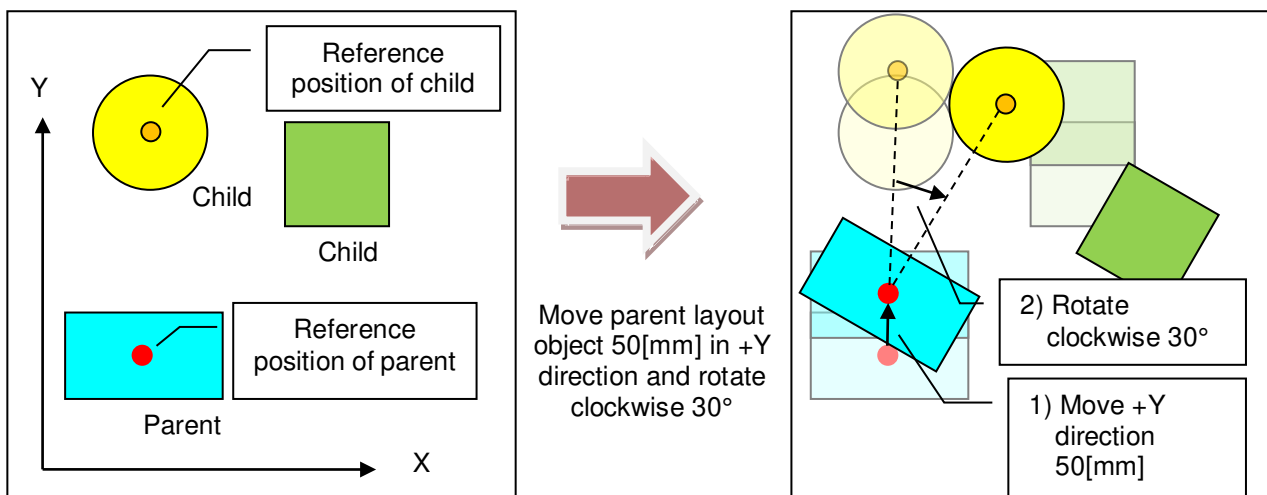 Reference
position of child
Y
Child
Child
Reference
position of parent
Parent
X
Move parent layout
object 50[mm] in +Y
direction and rotate
clockwise 30°
2) Rotate
clockwise 30°
1) Move +Y
direction
50[mm]